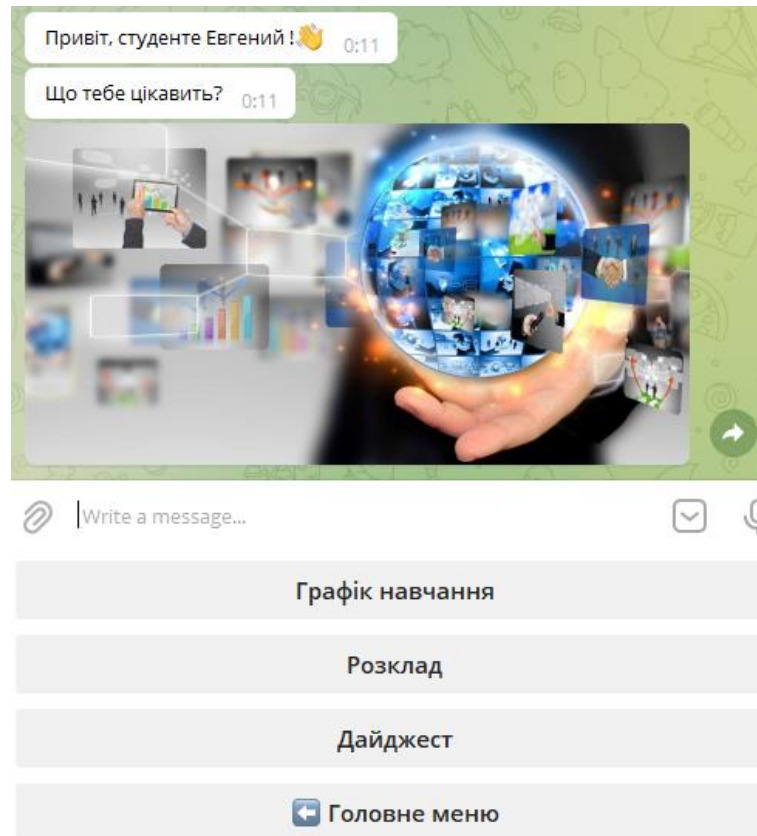 Привіт, студенте Евгений !👋 0:11
Що тебе цікавить? 0:11
Write a message...
Графік навчання
Розклад
Дайджест
⬅️ Головне меню